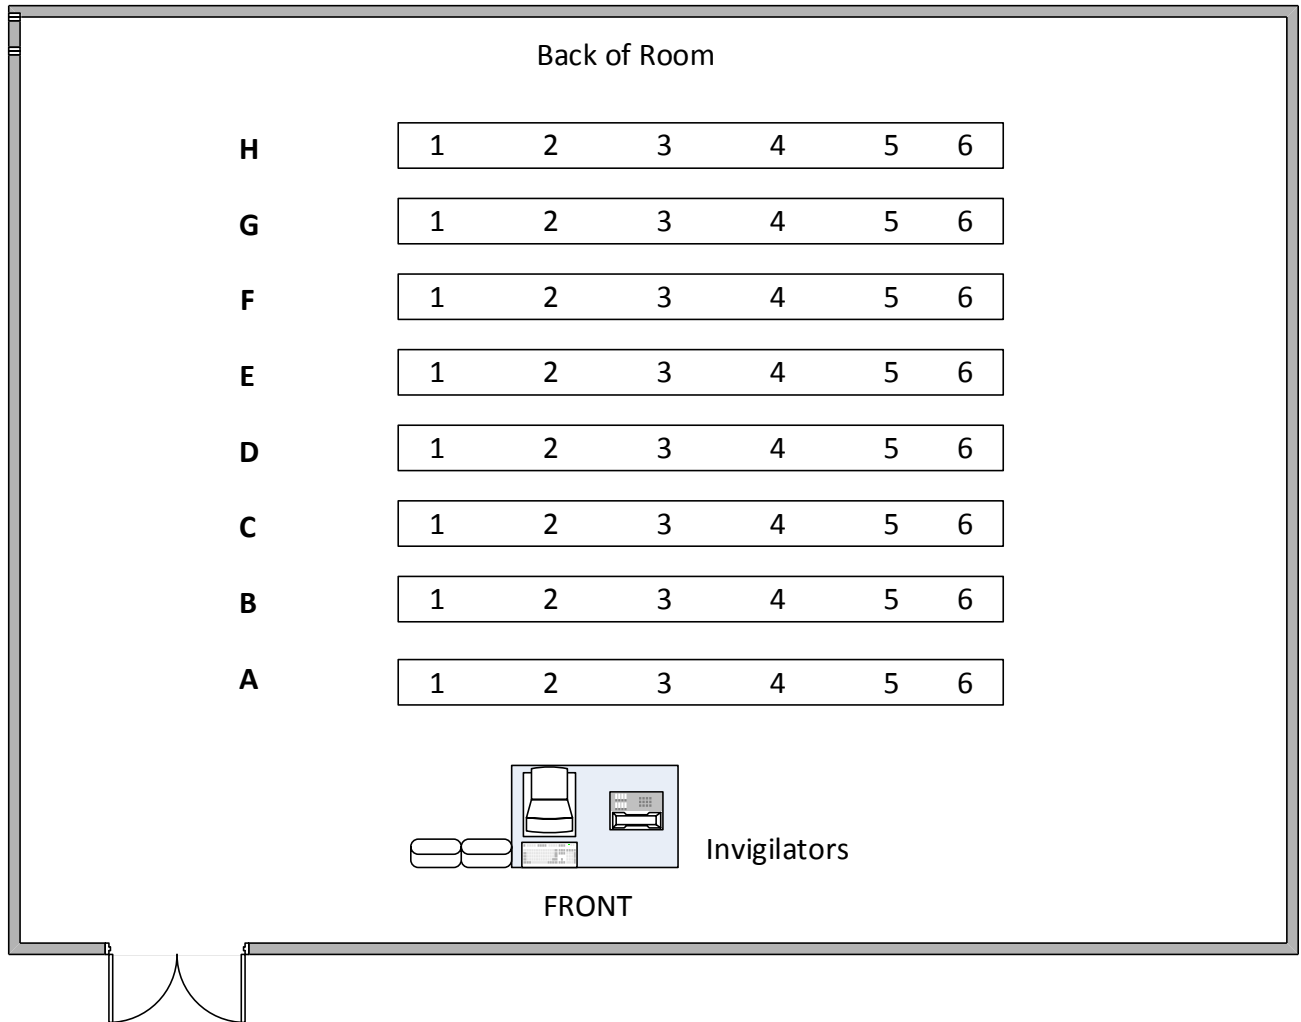 Back of Room
H 1 2 3 4 5 6
G 1 2 3 4 5 6
F 1 2 3 4 5 6
E 1 2 3 4 5 6
D 1 2 3 4 5 6
C 1 2 3 4 5 6
B 1 2 3 4 5 6
A 1 2 3 4 5 6
Invigilators
FRONT